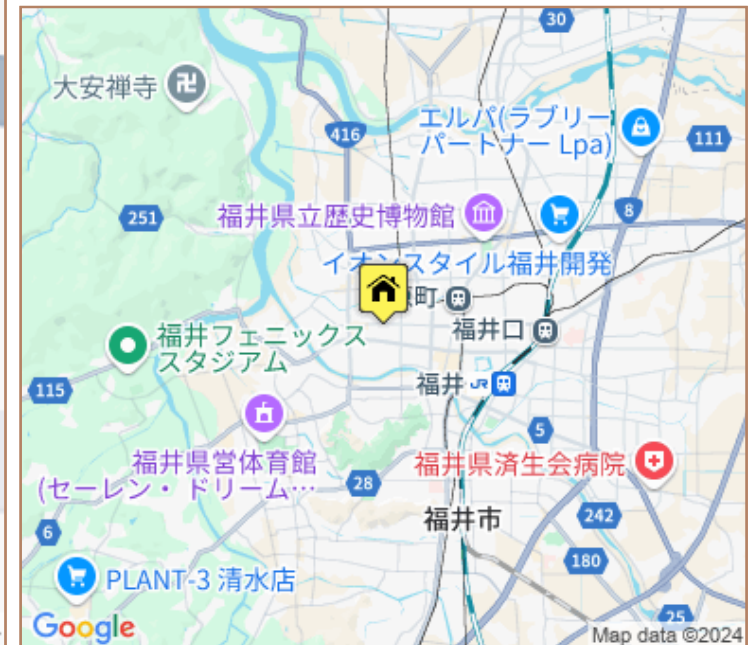 30
大安禅寺
エルパ(ラブリー
パートナー Lpa)
416
111
8
251
福井県立歴史博物館
イオンスタイル福井開発
原町
福井口
福井フェニックス
スタジアム
115
福井 JR
5
福井県営体育館
(セーレン・ドリーム…
福井県済生会病院
28
福井市
242
6
180
PLANT-3 清水店
25
Google
Map data ©2024